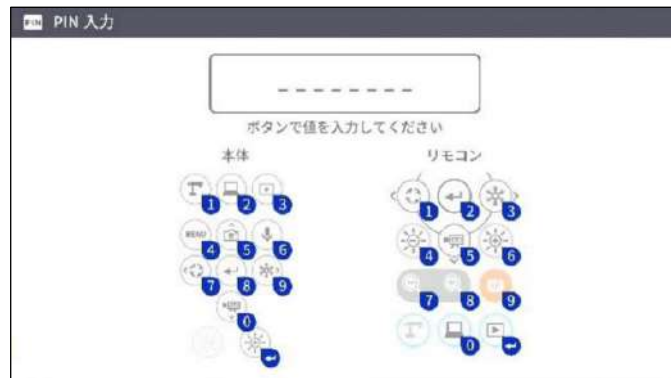 PIN PIN 入力
--------
ボタンで値を入力してください
本体 リモコン
1 2 3 1 2 3
MENU 4 5 6 4 5 6
7 8 9 7 8 9
0 0